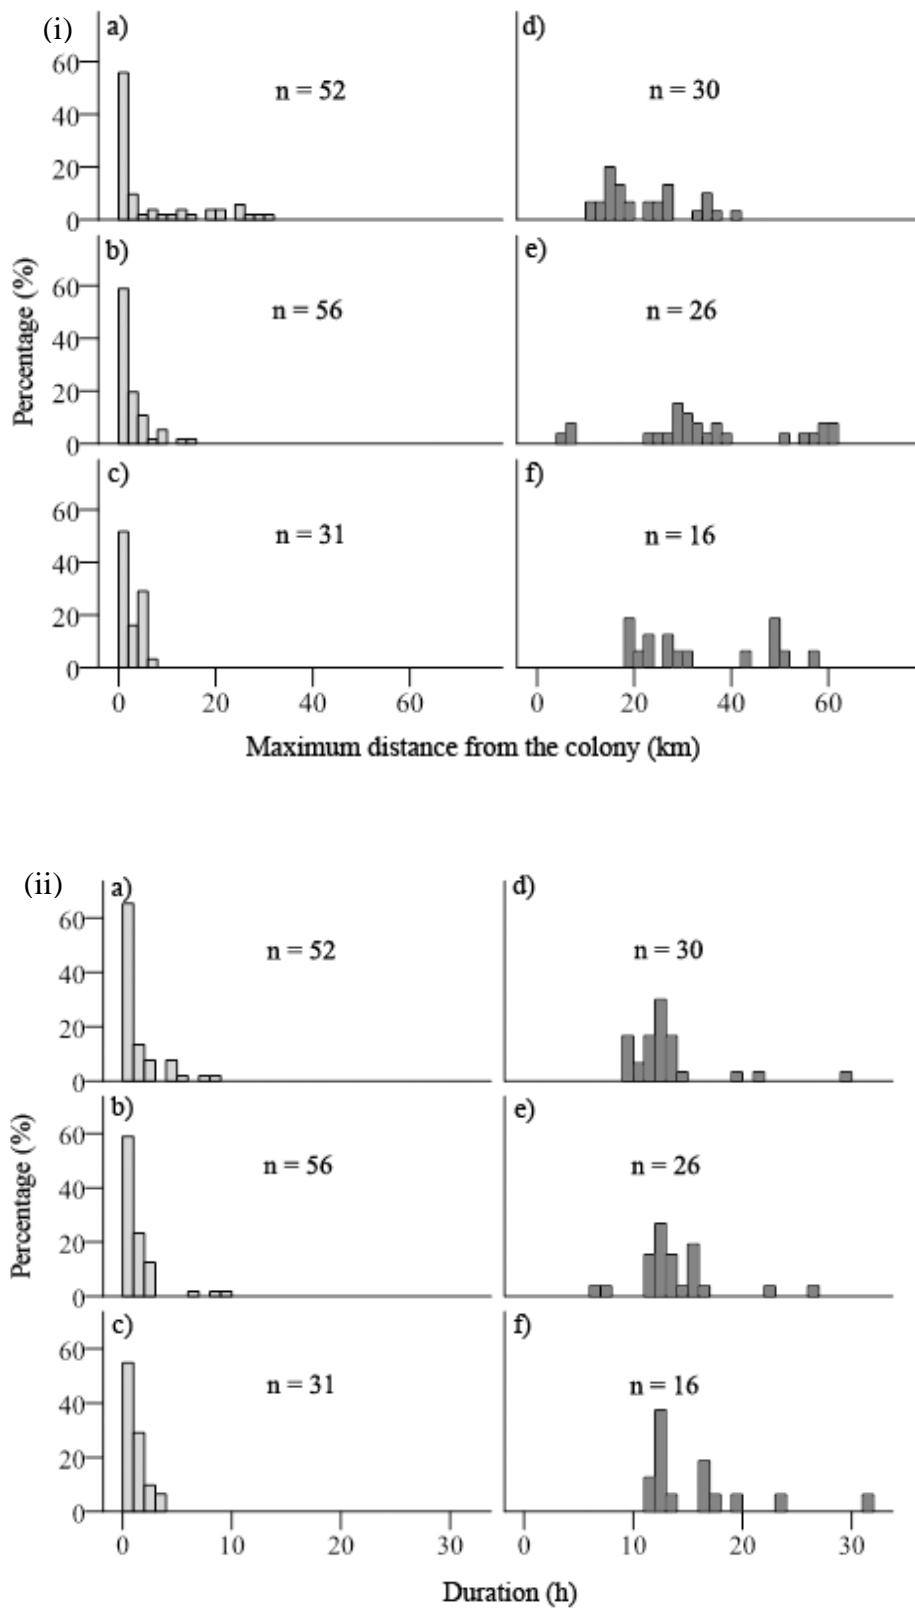 (i)
a)
n = 52
60
40
20
0
d)
n = 30
b)
n = 56
60
40
20
0
e)
n = 26
c)
n = 31
60
40
20
0
f)
n = 16
Percentage (%)
0 20 40 60
0 20 40 60
Maximum distance from the colony (km)
(ii)
a)
n = 52
60
40
20
0
d)
n = 30
b)
n = 56
60
40
20
0
e)
n = 26
c)
n = 31
60
40
20
0
f)
n = 16
Percentage (%)
0 10 20 30
0 10 20 30
Duration (h)